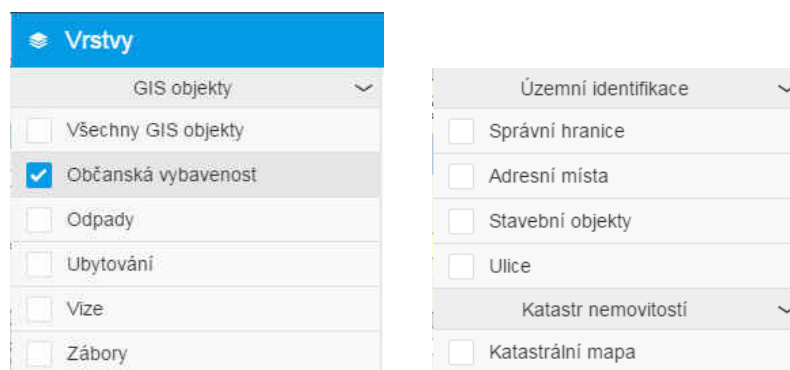 Vrstvy
GIS objekty
Všechny GIS objekty
Občanská vybavenost
Odpady
Ubytování
Vize
Zábory
Územní identifikace
Správní hranice
Adresní místa
Stavební objekty
Ulice
Katastr nemovitostí
Katastrální mapa